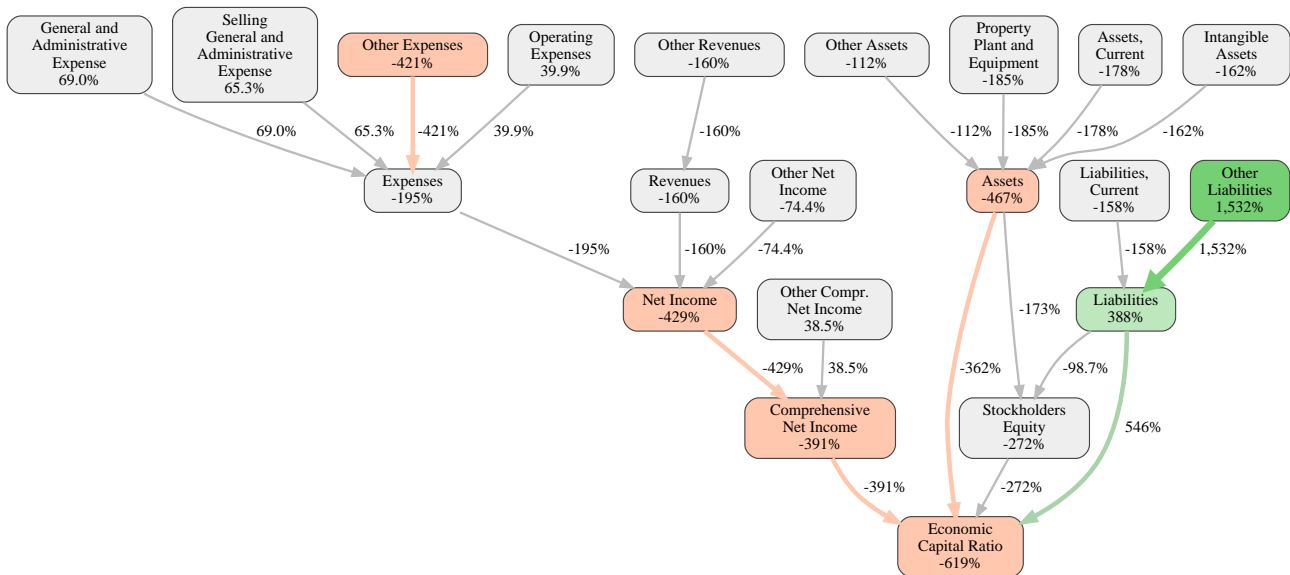 General and
Administrative
Expense
69.0%
Selling
General and
Administrative
Expense
65.3%
Other Expenses
-421%
Operating
Expenses
39.9%
Other Revenues
-160%
Other Assets
-112%
Property
Plant and
Equipment
-185%
Assets,
Current
-178%
Intangible
Assets
-162%
69.0%
65.3%
-421%
39.9%
-160%
-112%
-185%
-178%
-162%
Expenses
-195%
Revenues
-160%
Other Net
Income
-74.4%
Assets
-467%
Liabilities,
Current
-158%
Other
Liabilities
1,532%
-195%
-160%
-74.4%
-158%
1,532%
Net Income
-429%
Other Compr.
Net Income
38.5%
-173%
Liabilities
388%
-429%
38.5%
-362%
-98.7%
Comprehensive
Net Income
-391%
Stockholders
Equity
-272%
546%
-391%
-272%
Economic
Capital Ratio
-619%